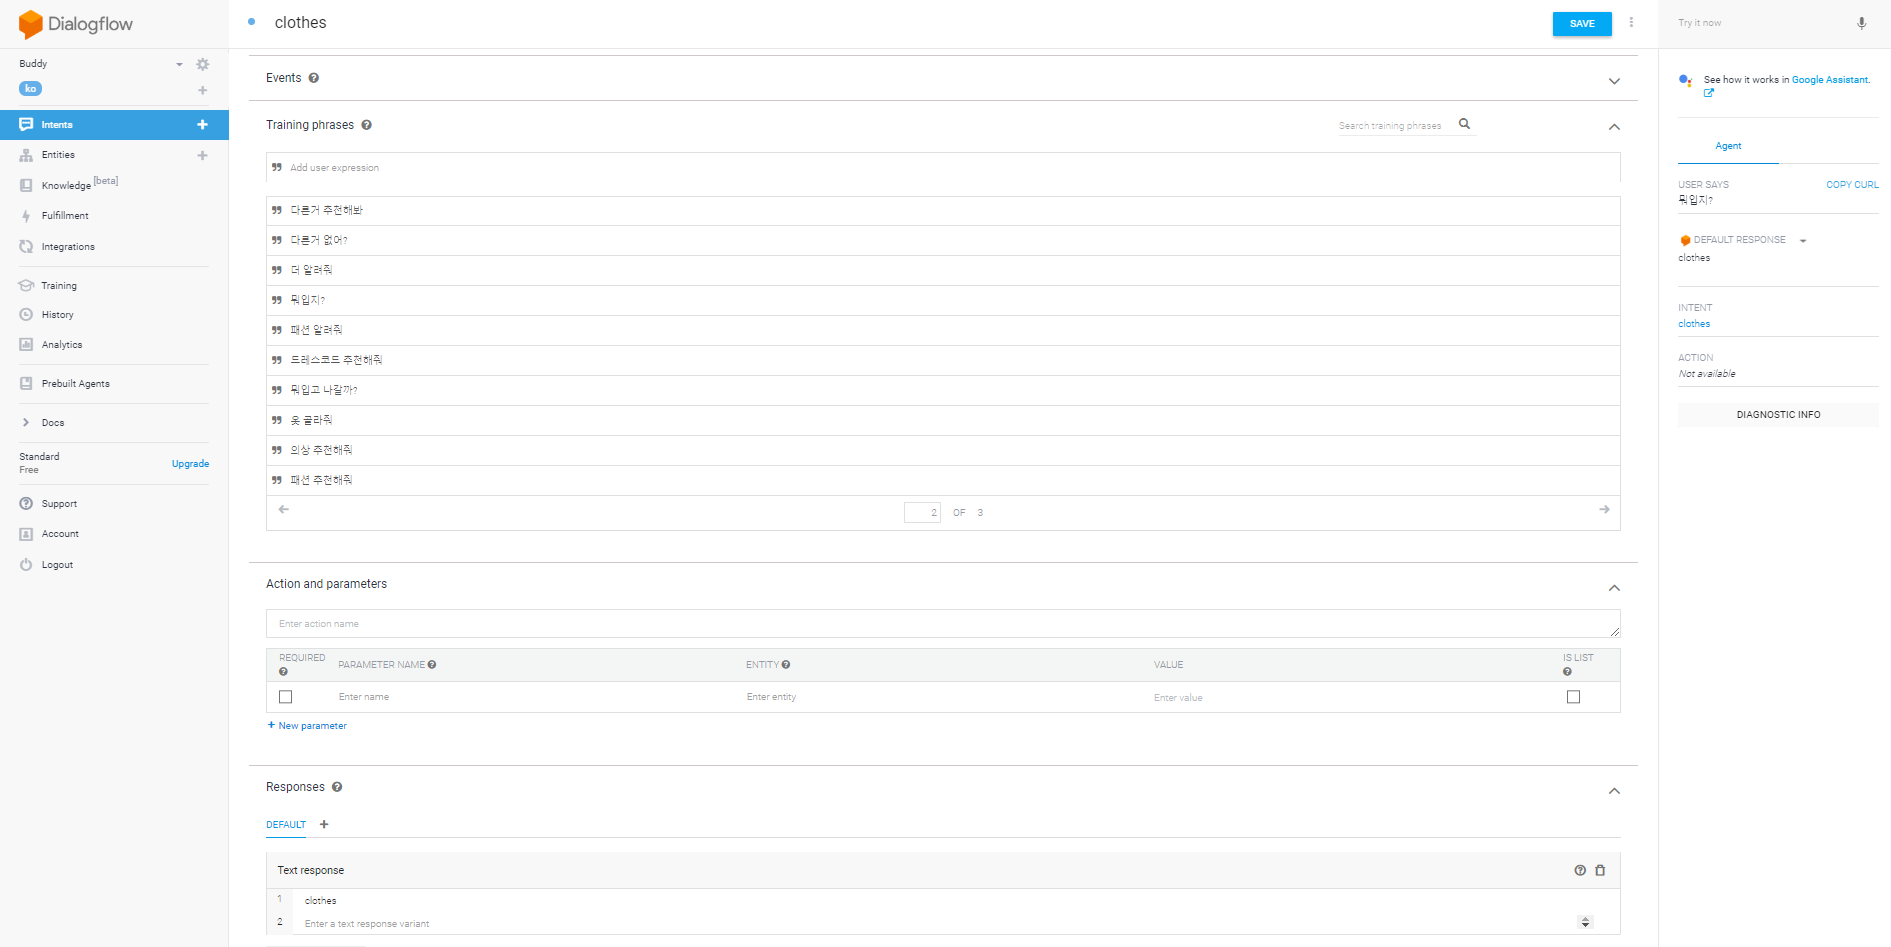 Dialogflow
Buddy
ko
Intents
Entities
Knowledge [beta]
Fulfillment
Integrations
Training
History
Analytics
Prebuilt Agents
Docs
Standard
Free
Upgrade
Support
Account
Logout
clothes
SAVE
Events
Training phrases
Search training phrases
Add user expression
다른거 추천해봐
다른거 없어?
더 알려줘
뭐입지?
패션 알려줘
드레스코드 추천해줘
뭐입고 나갈까?
옷 골라줘
의상 추천해줘
패션 추천해줘
2 OF 3
Action and parameters
Enter action name
REQUIRED PARAMETER NAME ENTITY VALUE IS LIST
Enter name Enter entity Enter value
+ New parameter
Responses
DEFAULT +
Text response
1 clothes
2 Enter a text response variant
Try it now
See how it works in Google Assistant.
Agent
USER SAYS COPY CURL
뭐입지?
DEFAULT RESPONSE
clothes
INTENT
clothes
ACTION
Not available
DIAGNOSTIC INFO